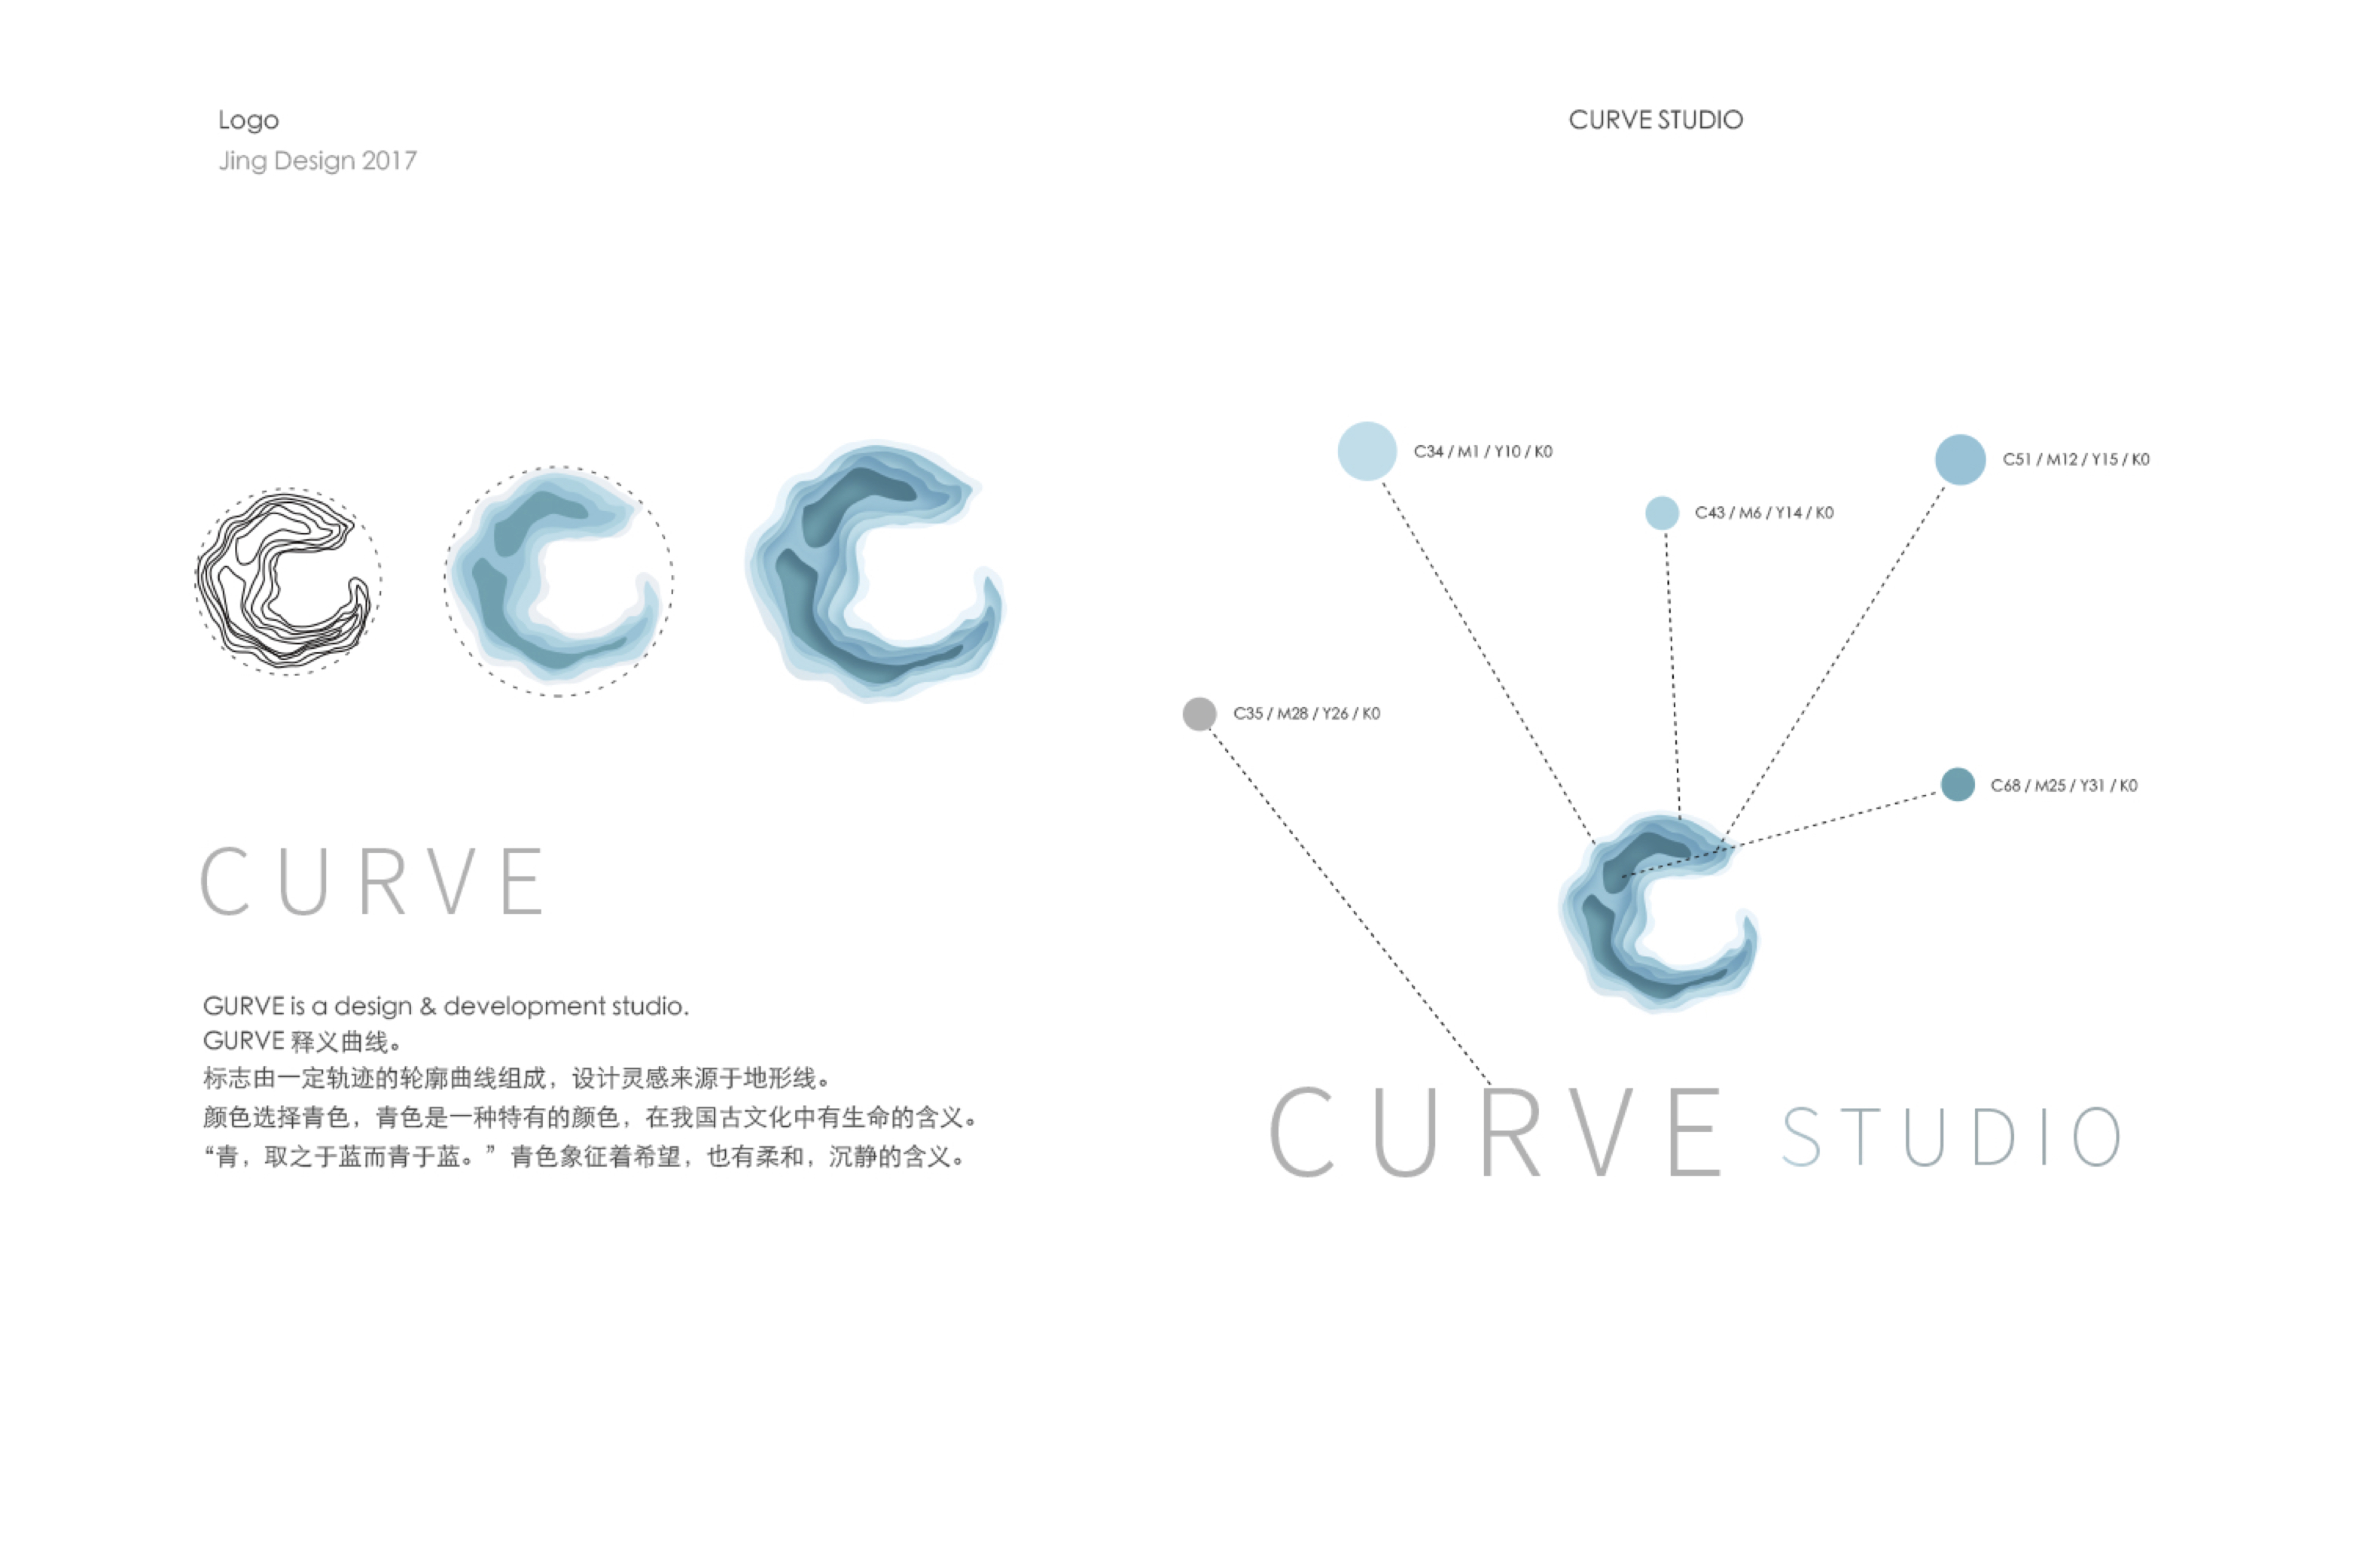 Logo
Jing Design 2017
CURVE STUDIO
C34 / M1 / Y10 / K0
C51 / M12 / Y15 / K0
C43 / M6 / Y14 / K0
C35 / M28 / Y26 / K0
C68 / M25 / Y31 / K0
CURVE
GURVE is a design & development studio.
GURVE 释义曲线。
标志由一定轨迹的轮廓曲线组成，设计灵感来源于地形线。
颜色选择青色，青色是一种特有的颜色，在我国古文化中有生命的含义。
“青，取之于蓝而青于蓝。”青色象征着希望，也有柔和，沉静的含义。
CURVE STUDIO